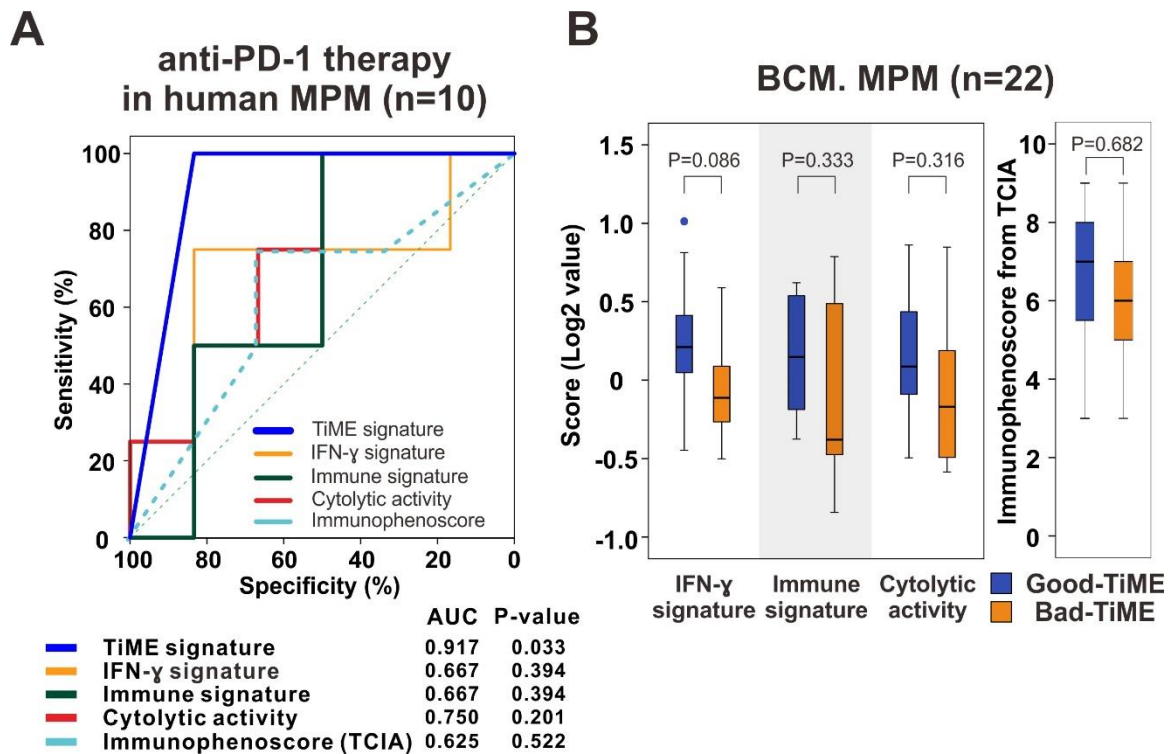 A
anti-PD-1 therapy
in human MPM (n=10)
100
80
60
40
20
0
Sensitivity (%)
TiME signature
IFN-ɣ signature
Immune signature
Cytolytic activity
Immunophenoscore
100 80 60 40 20 0
Specificity (%)
AUC P-value
TiME signature 0.917 0.033
IFN-ɣ signature 0.667 0.394
Immune signature 0.667 0.394
Cytolytic activity 0.750 0.201
Immunophenoscore (TCIA) 0.625 0.522
B
BCM. MPM (n=22)
1.5
1.0
0.5
0
-0.5
-1.0
Score (Log2 value)
P=0.086 P=0.333 P=0.316
IFN-ɣ
signature
Immune
signature
Cytolytic
activity
Immunophenoscore from TCIA
10
8
6
4
2
0
P=0.682
Good-TiME
Bad-TiME